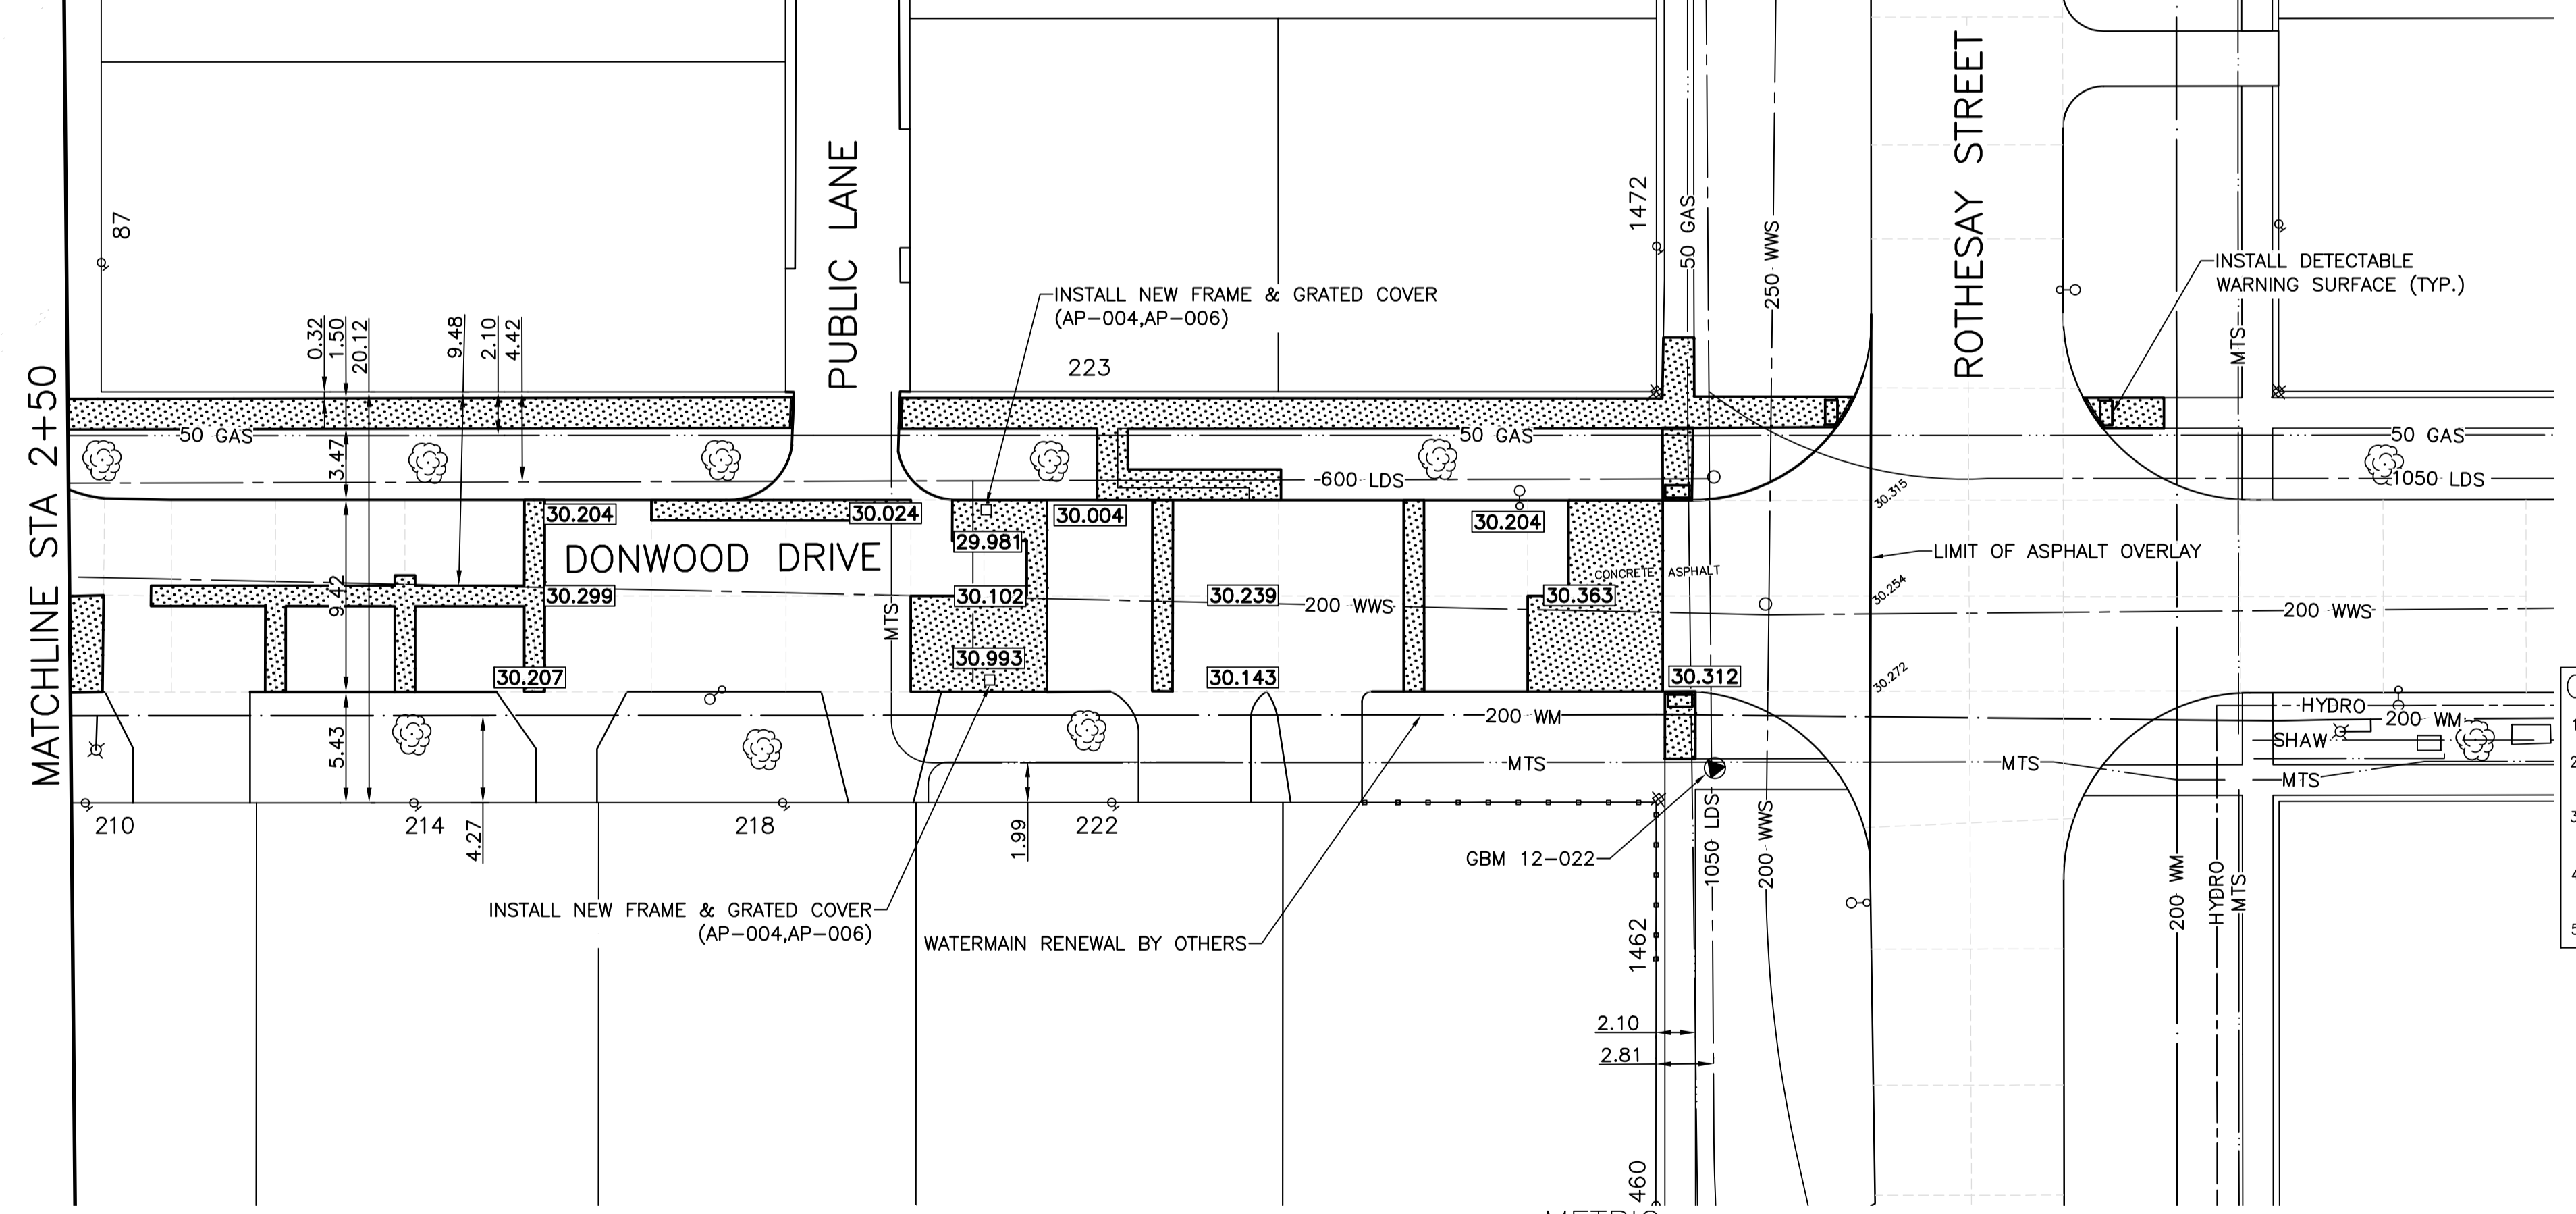 MATCHLINE STA 2+50
87
PUBLIC LANE
1472
50 GAS
250 WWS
ROTHESAY STREET
INSTALL DETECTABLE
WARNING SURFACE (TYP.)
MTS
INSTALL NEW FRAME & GRATED COVER
(AP-004,AP-006)
223
0.32
1.50
20.12
9.48
2.10
4.42
50 GAS
3.47
50 GAS
600 LDS
50 GAS
1050 LDS
30.204
30.024
29.981
30.004
30.204
30.315
DONWOOD DRIVE
LIMIT OF ASPHALT OVERLAY
CONCRETE
ASPHALT
9.42
30.299
30.102
30.239
30.363
30.254
MTS
200 WWS
200 WWS
30.207
30.993
30.143
30.312
30.272
5.43
200 WM
HYDRO
200 WM
SHAW
MTS
MTS
MTS
210
214
218
222
4.27
1.99
GBM 12-022
1050 LDS
200 WWS
200 WM
HYDRO
MTS
INSTALL NEW FRAME & GRATED COVER
(AP-004,AP-006)
WATERMAIN RENEWAL BY OTHERS
1462
2.10
2.81
460